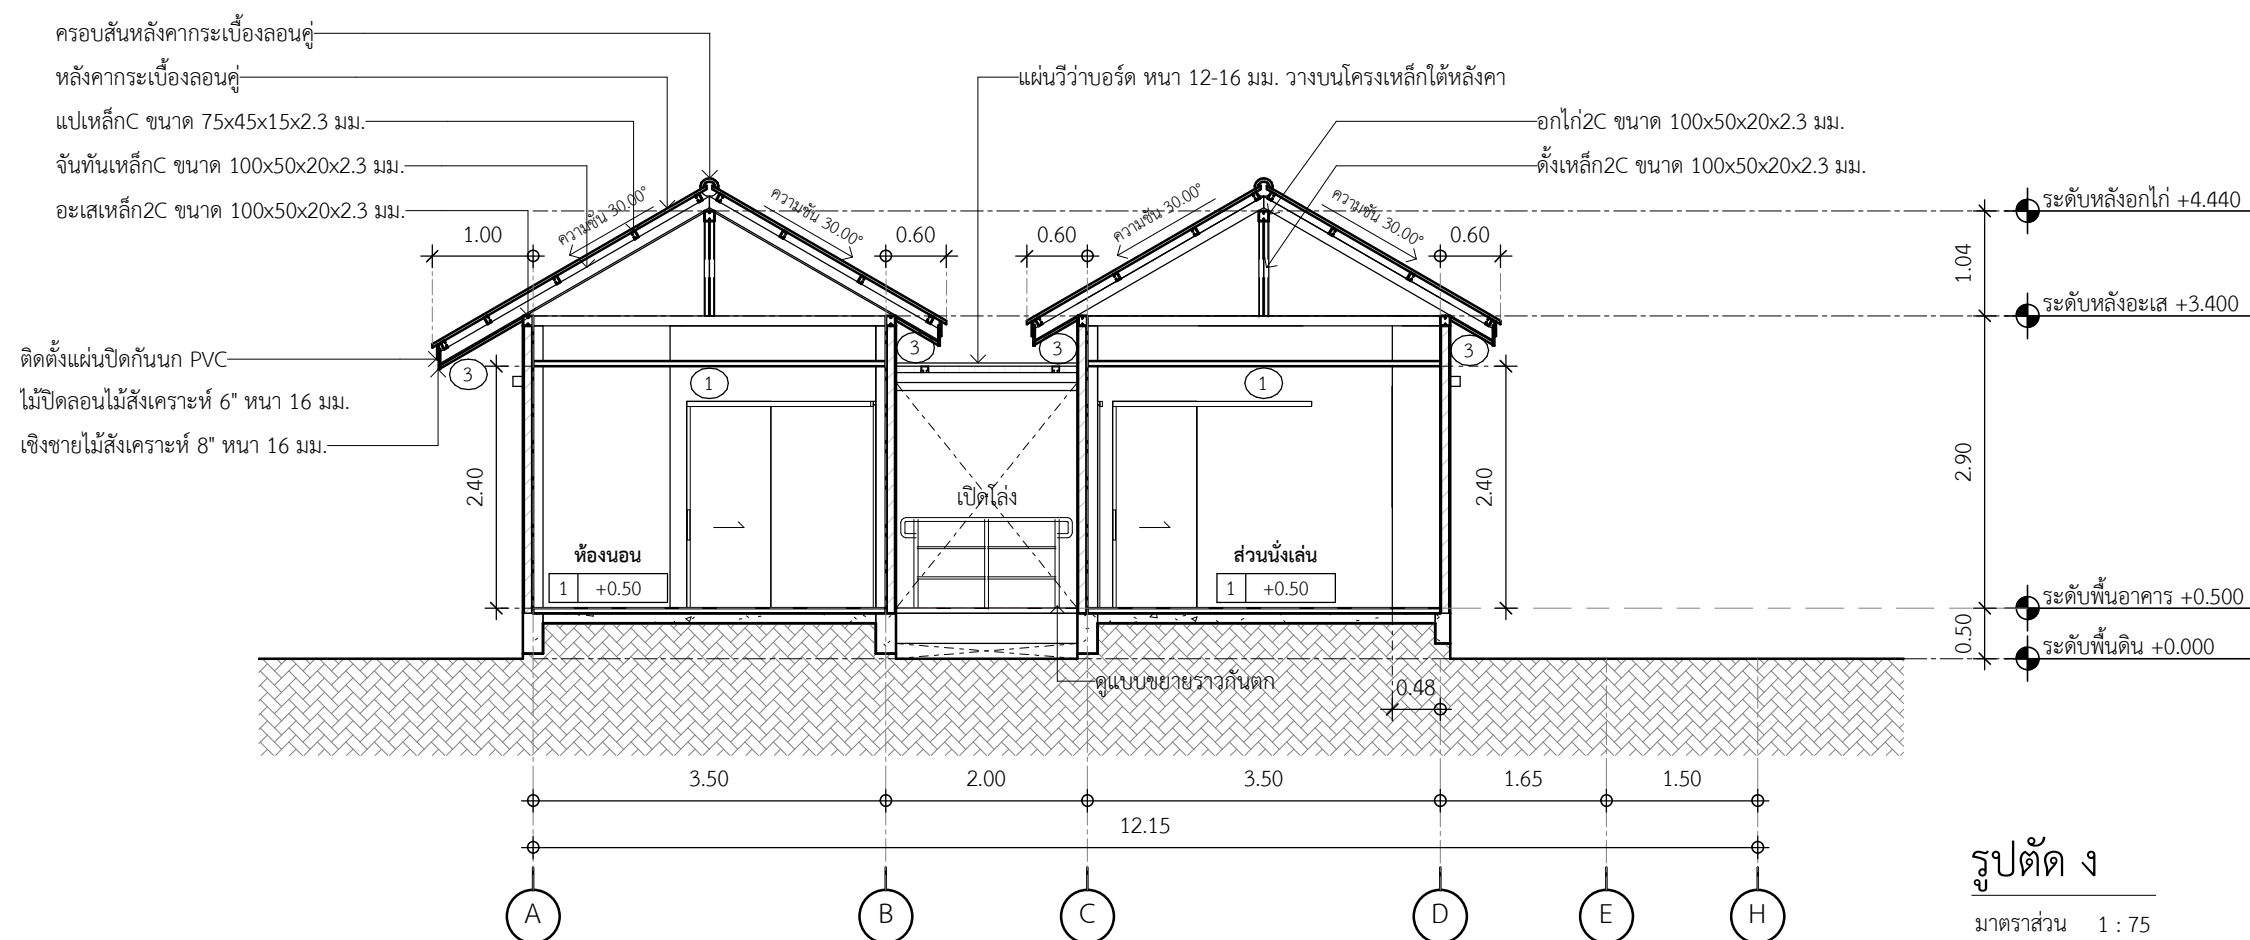 ครอบสันหลังคากระเบื้องลอนคู่
หลังคากระเบื้องลอนคู่
แผ่นวีว่าบอร์ด หนา 12-16 มม. วางบนโครงเหล็กใต้หลังคา
แปเหล็กC ขนาด 75x45x15x2.3 มม.
อกไก่2C ขนาด 100x50x20x2.3 มม.
จันทันเหล็กC ขนาด 100x50x20x2.3 มม.
ดั้งเหล็ก2C ขนาด 100x50x20x2.3 มม.
อะเสเหล็ก2C ขนาด 100x50x20x2.3 มม.
ระดับหลังอกไก่ +4.440
ความชัน 30.00°
ความชัน 30.00°
ความชัน 30.00°
ความชัน 30.00°
1.00
0.60
0.60
0.60
1.04
ระดับหลังอะเส +3.400
ติดตั้งแผ่นปิดกันนก PVC
3
3
3
3
1
1
ไม้ปิดลอนไม้สังเคราะห์ 6" หนา 16 มม.
เชิงชายไม้สังเคราะห์ 8" หนา 16 มม.
2.40
2.40
2.90
เปิดโล่ง
ห้องนอน
1 +0.50
ส่วนนั่งเล่น
1 +0.50
ระดับพื้นอาคาร +0.500
0.50
ระดับพื้นดิน +0.000
ดูแบบขยายราวกันตก
0.48
3.50
2.00
3.50
1.65
1.50
12.15
A
B
C
D
E
H
รูปตัด ง
มาตราส่วน 1 : 75